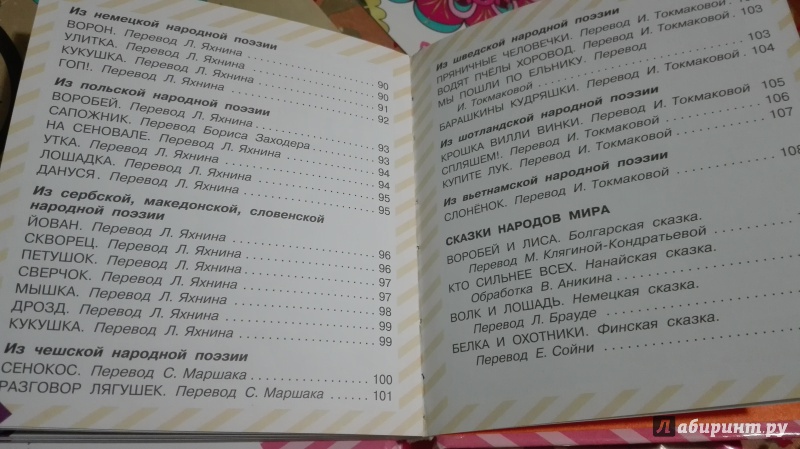 Из немецкой народной поэзии
ВОРОН. Перевод Л. Яхнина 90
УЛИТКА. Перевод Л. Яхнина 90
КУКУШКА. Перевод Л. Яхнина 91
ГОП!. Перевод Л. Яхнина 92
Из польской народной поэзии
ВОРОБЕЙ. Перевод Л. Яхнина 93
САПОЖНИК. Перевод Бориса Заходера 93
НА СЕНОВАЛЕ. Перевод Л. Яхнина 94
УТКА. Перевод Л. Яхнина 94
ЛОШАДКА. Перевод Л. Яхнина 95
ДАНУСЯ. Перевод Л. Яхнина 95
Из сербской, македонской, словенской
народной поэзии
ЙОВАН. Перевод Л. Яхнина 96
СКВОРЕЦ. Перевод Л. Яхнина 96
ПЕТУШОК. Перевод Л. Яхнина 97
СВЕРЧОК. Перевод Л. Яхнина 97
МЫШКА. Перевод Л. Яхнина 98
ДРОЗД. Перевод Л. Яхнина 99
КУКУШКА. Перевод Л. Яхнина 99
Из чешской народной поэзии
СЕНОКОС. Перевод С. Маршака 100
РАЗГОВОР ЛЯГУШЕК. Перевод С. Маршака 101
Из шведской народной поэзии
ПРЯНИЧНЫЕ ЧЕЛОВЕЧКИ. Перевод И. Токмаковой 103
ВОДЯТ ПЧЕЛЫ ХОРОВОД. Перевод И. Токмаковой 103
МЫ ПОШЛИ ПО ЕЛЬНИКУ. Перевод
И. Токмаковой 104
БАРАШКИНЫ КУДРЯШКИ. Перевод И. Токмаковой 105
Из шотландской народной поэзии
КРОШКА ВИЛЛИ ВИНКИ. Перевод И. Токмаковой 105
СПЛЯШЕМ!. Перевод И. Токмаковой 106
КУПИТЕ ЛУК. Перевод И. Токмаковой 107
Из вьетнамской народной поэзии
СЛОНЁНОК. Перевод И. Токмаковой 108
СКАЗКИ НАРОДОВ МИРА
ВОРОБЕЙ И ЛИСА. Болгарская сказка.
Перевод М. Клягиной-Кондратьевой
КТО СИЛЬНЕЕ ВСЕХ. Нанайская сказка.
Обработка В. Аникина
ВОЛК И ЛОШАДЬ. Немецкая сказка.
Перевод Л. Брауде
БЕЛКА И ОХОТНИКИ. Финская сказка.
Перевод Е. Сойни
Лабиринт.ру